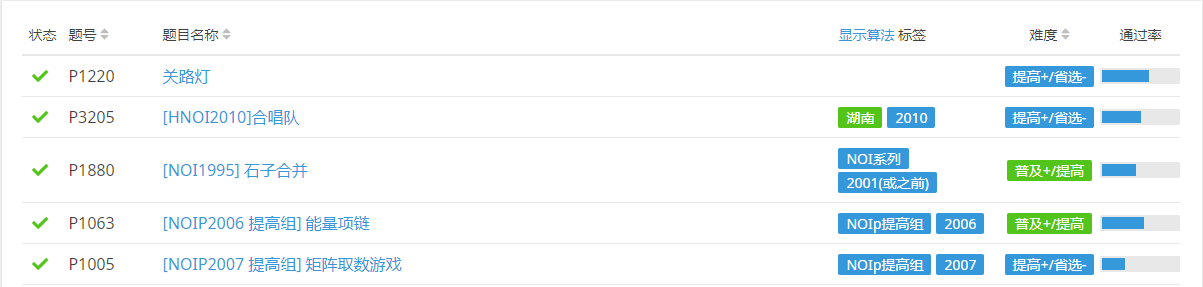 状态 题号 题目名称 显示算法 标签 难度 通过率
P1220 关路灯 提高+/省选-
P3205 [HNOI2010]合唱队 湖南 2010 提高+/省选-
P1880 [NOI1995] 石子合并 NOI系列 2001(或之前) 普及+/提高
P1063 [NOIP2006 提高组] 能量项链 NOIp提高组 2006 普及+/提高
P1005 [NOIP2007 提高组] 矩阵取数游戏 NOIp提高组 2007 提高+/省选-